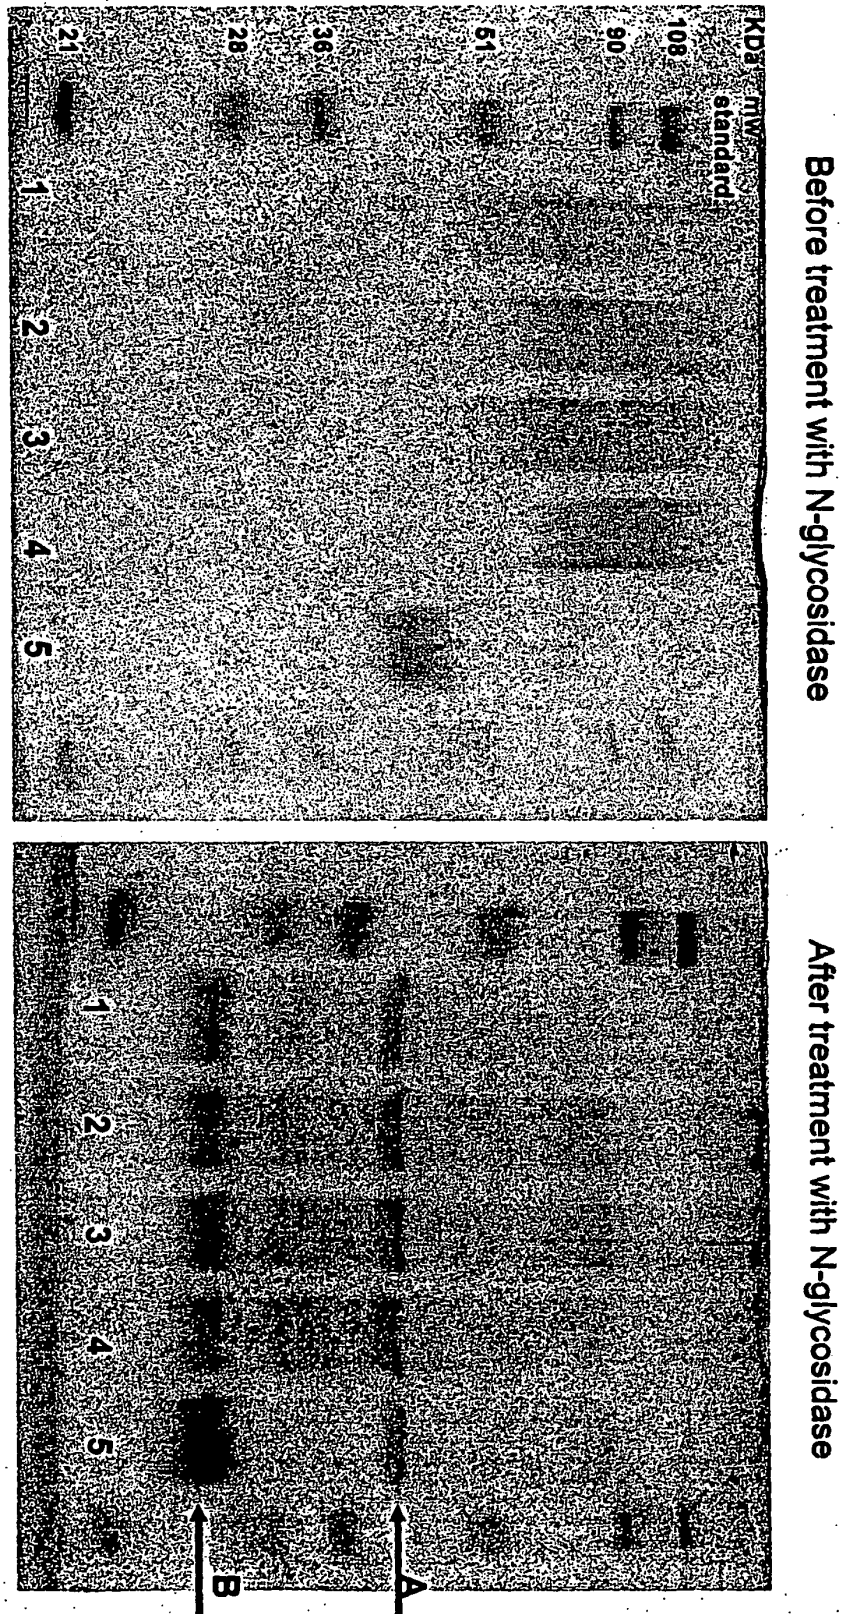 Before treatment with N-glycosidase
KDa mw
standard
108
90
51
36
28
21
1 2 3 4 5
After treatment with N-glycosidase
A
B
1 2 3 4 5